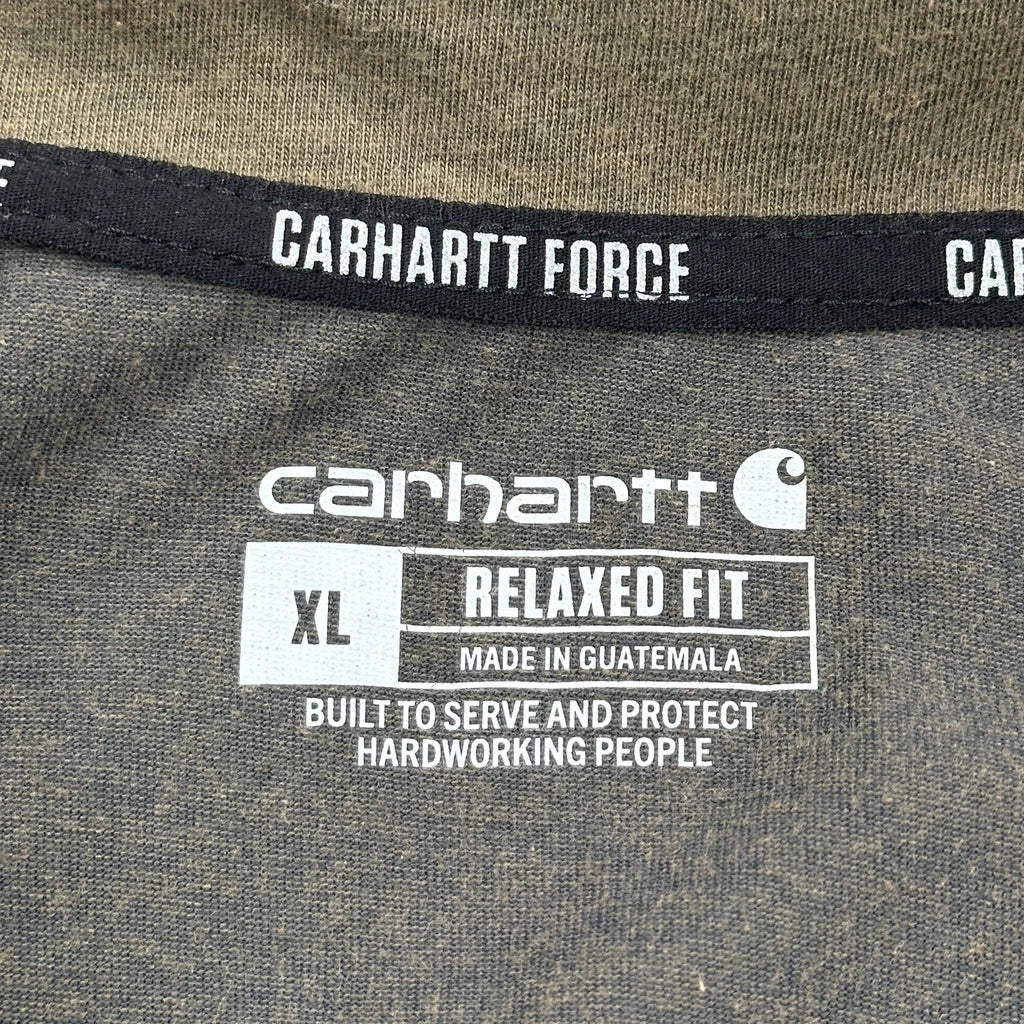 CARHARTT FORCE
carhartt
XL
RELAXED FIT
MADE IN GUATEMALA
BUILT TO SERVE AND PROTECT
HARDWORKING PEOPLE